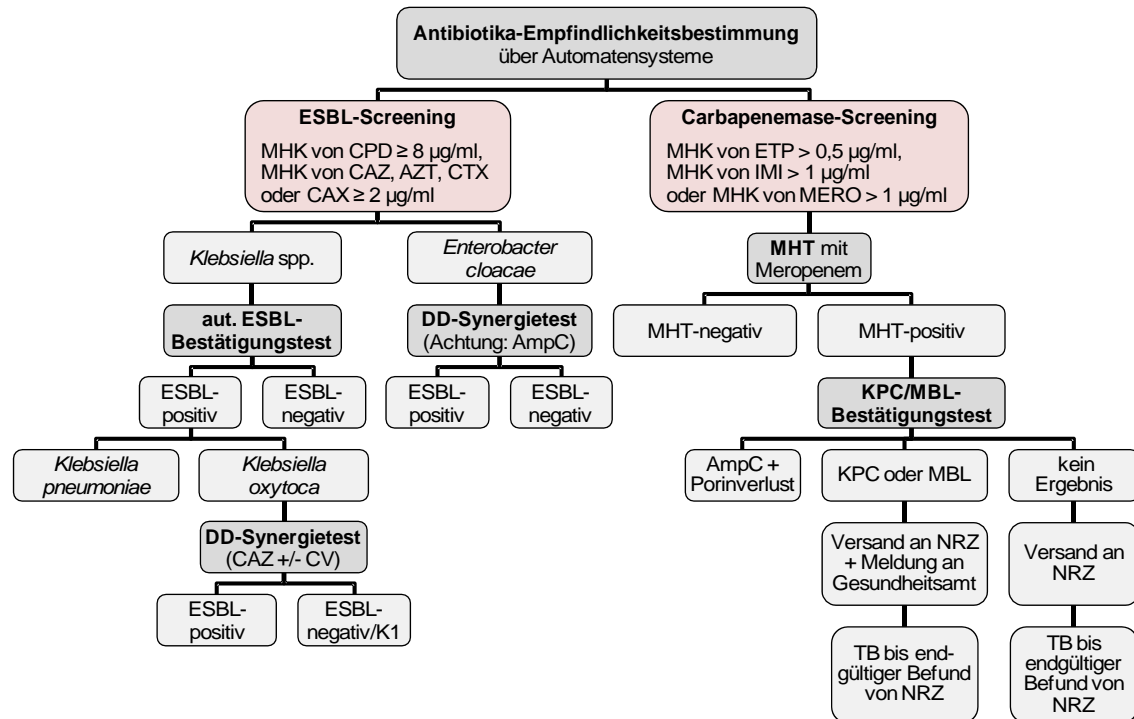 Antibiotika-Empfindlichkeitsbestimmung
über Automatensysteme
ESBL-Screening
MHK von CPD ≥ 8 µg/ml,
MHK von CAZ, AZT, CTX
oder CAX ≥ 2 µg/ml
Carbapenemase-Screening
MHK von ETP > 0,5 µg/ml,
MHK von IMI > 1 µg/ml
oder MHK von MERO > 1 µg/ml
Klebsiella spp.
Enterobacter
cloacae
MHT mit
Meropenem
aut. ESBL-
Bestätigungstest
DD-Synergietest
(Achtung: AmpC)
MHT-negativ
MHT-positiv
ESBL-
positiv
ESBL-
negativ
ESBL-
positiv
ESBL-
negativ
KPC/MBL-
Bestätigungstest
Klebsiella
pneumoniae
Klebsiella
oxytoca
AmpC +
Porinverlust
KPC oder MBL
kein
Ergebnis
DD-Synergietest
(CAZ +/- CV)
Versand an NRZ
+ Meldung an
Gesundheitsamt
Versand an
NRZ
ESBL-
positiv
ESBL-
negativ/K1
TB bis end-
gültiger Befund
von NRZ
TB bis
endgültiger
Befund von
NRZ